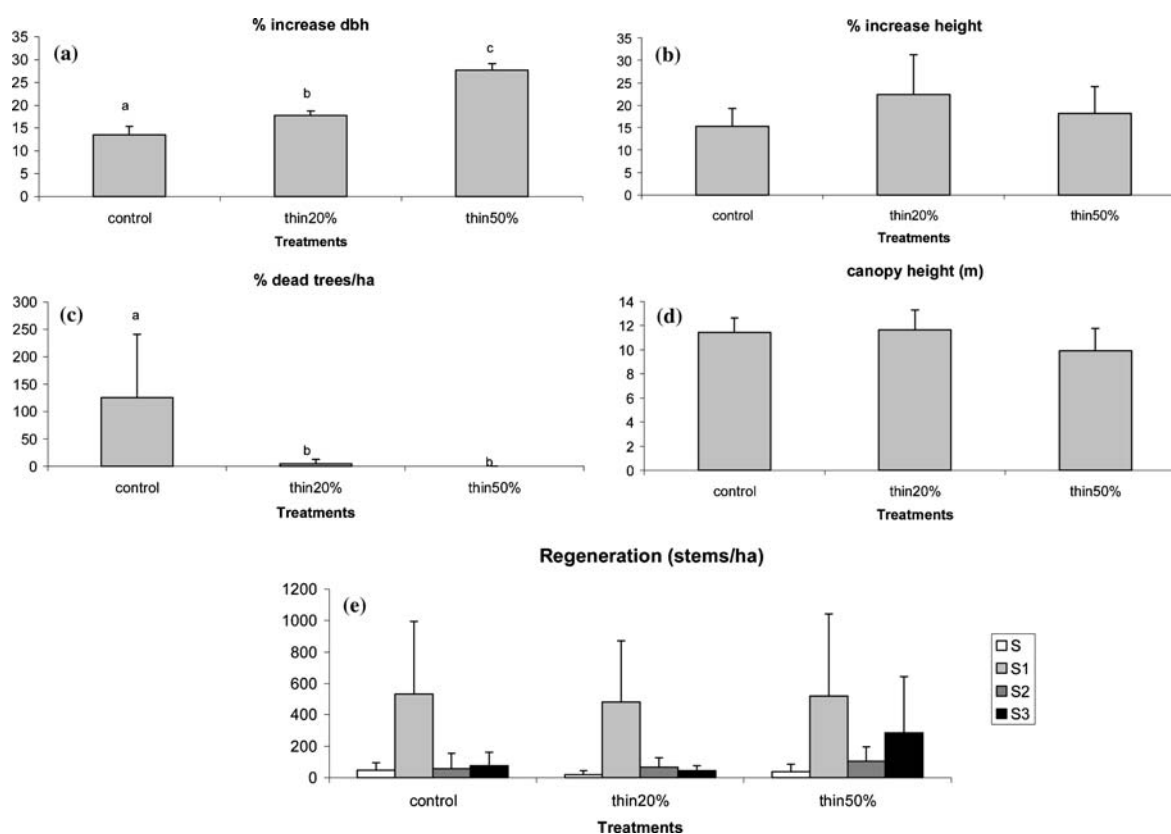 % increase dbh
(a)
35
30
25
20
15
10
5
0
a
b
c
control thin20% thin50%
Treatments
% increase height
(b)
35
30
25
20
15
10
5
0
control thin20% thin50%
Treatments
% dead trees/ha
(c)
300
250
200
150
100
50
0
a
b
b
control thin20% thin50%
Treatments
canopy height (m)
(d)
14
12
10
8
6
4
2
0
control thin20% thin50%
Treatments
Regeneration (stems/ha)
(e)
1200
1000
800
600
400
200
0
control thin20% thin50%
Treatments
S
S1
S2
S3